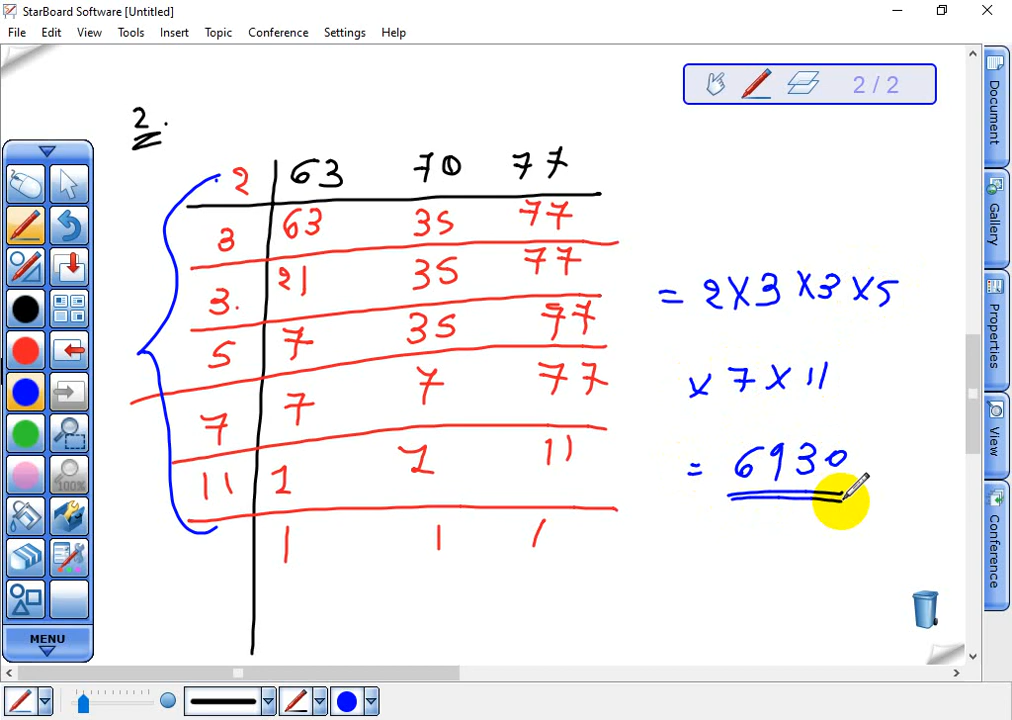 StarBoard Software [Untitled]
File Edit View Tools Insert Topic Conference Settings Help
2 / 2
2.
2 63 70 77
3 63 35 77
3. 21 35 77
5 7 35 77
7 7 7 77
11 1 1 11
1 1 1
= 2 X 3 X 3 X 5
X 7 X 11
= 6930
Document
Gallery
Properties
View
Conference
100%
MENU